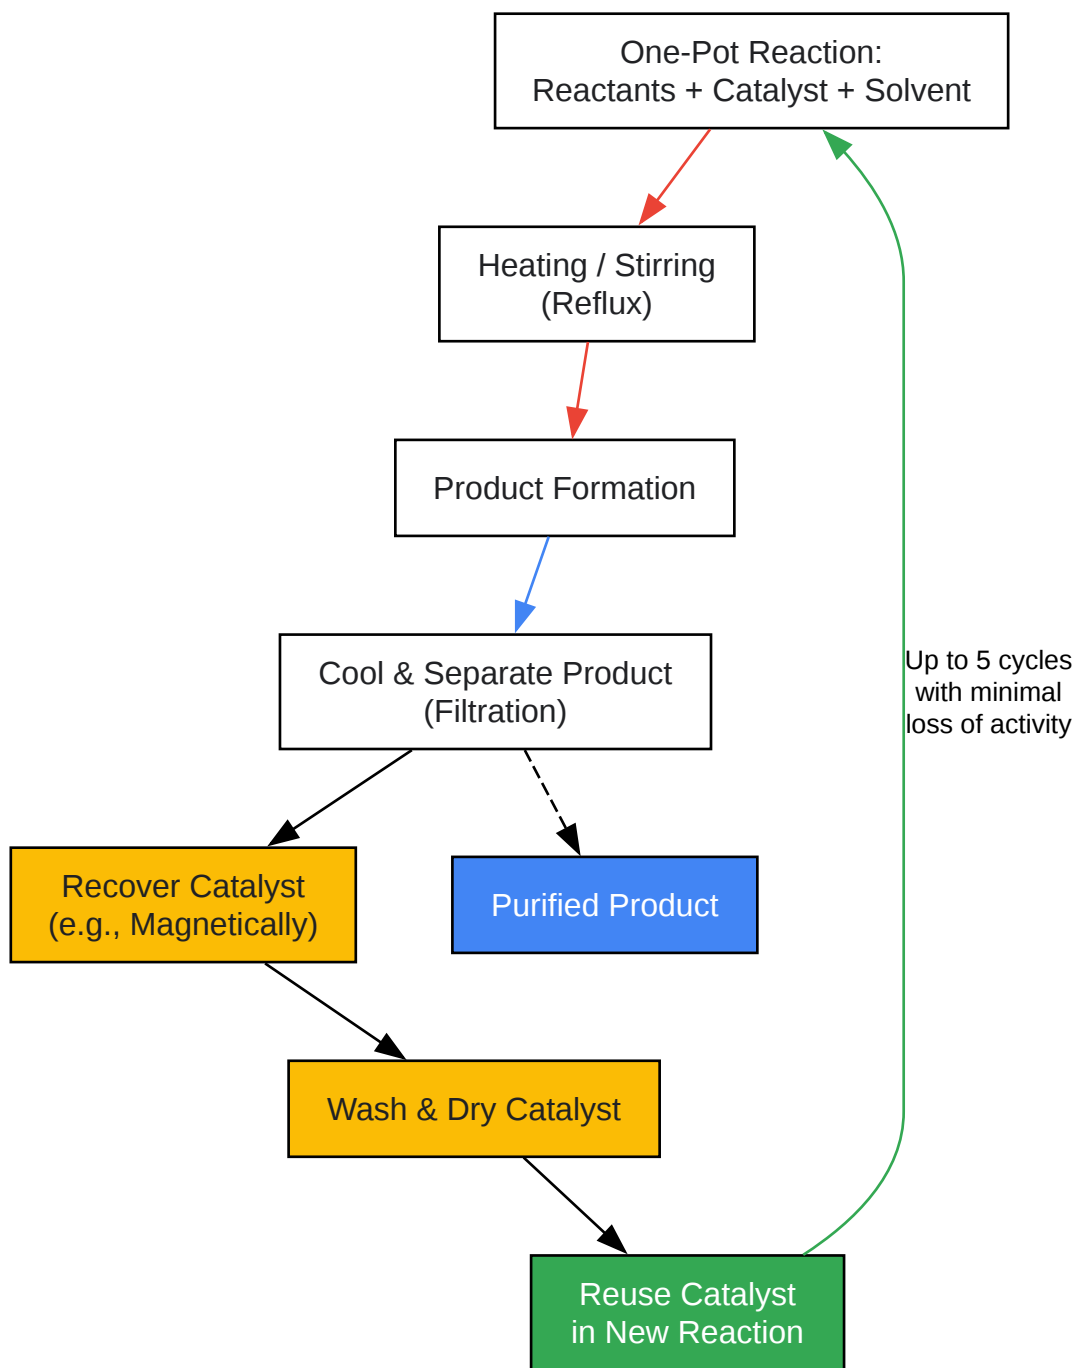 One-Pot Reaction:
Reactants + Catalyst + Solvent
Heating / Stirring
(Reflux)
Product Formation
Cool & Separate Product
(Filtration)
Up to 5 cycles
with minimal
loss of activity
Recover Catalyst
(e.g., Magnetically)
Purified Product
Wash & Dry Catalyst
Reuse Catalyst
in New Reaction